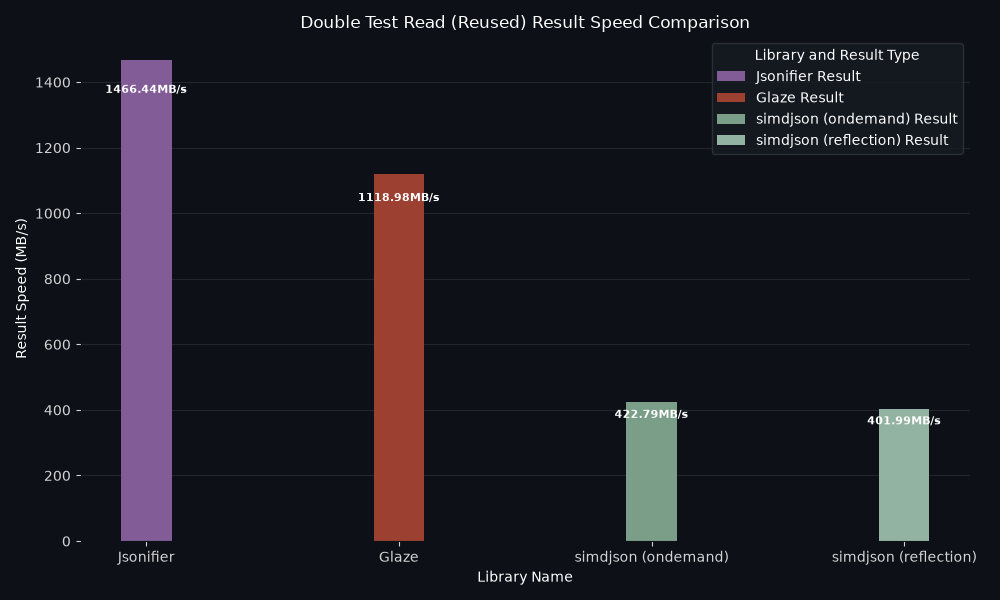 Double Test Read (Reused) Result Speed Comparison
Library and Result Type
Jsonifier Result
Glaze Result
simdjson (ondemand) Result
simdjson (reflection) Result
Result Speed (MB/s)
1400
1200
1000
800
600
400
200
0
1466.44MB/s
1118.98MB/s
422.79MB/s
401.99MB/s
Jsonifier
Glaze
simdjson (ondemand)
simdjson (reflection)
Library Name